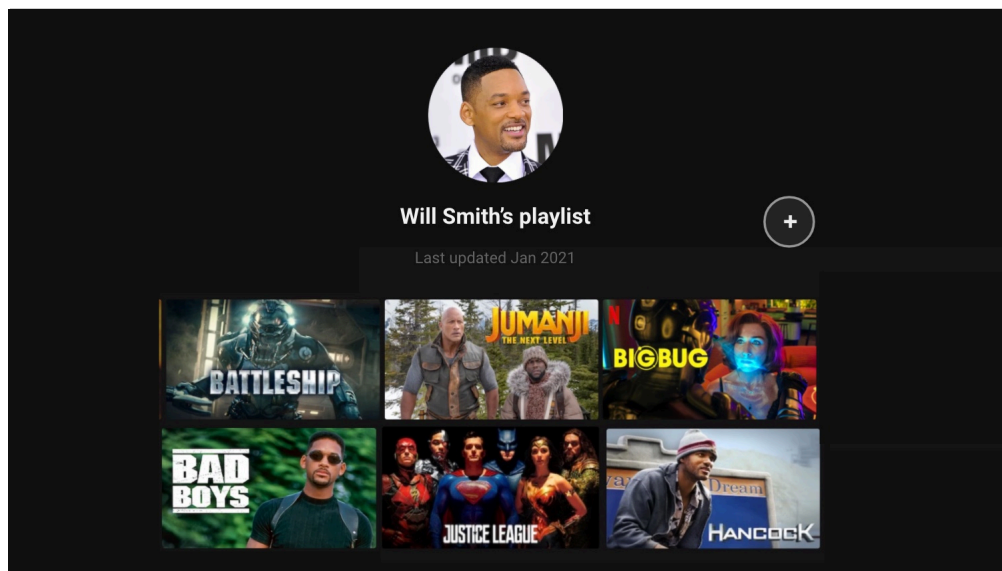 Will Smith’s playlist
+
Last updated Jan 2021
BATTLESHIP
JUMANJI
THE NEXT LEVEL
N
BIGBUG
BAD
BOYS
JUSTICE LEAGUE
Dream
HANCOCK